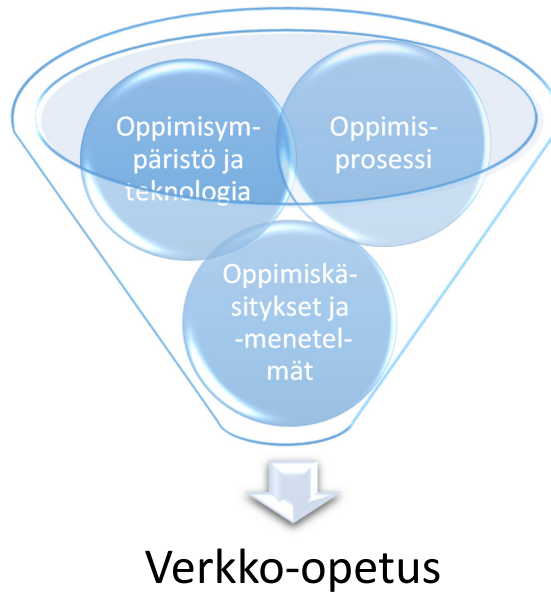 Oppimisym-
päristö ja
teknologia
Oppimis-
prosessi
Oppimiskä-
sitykset ja
-menetel-
mät
Verkko-opetus